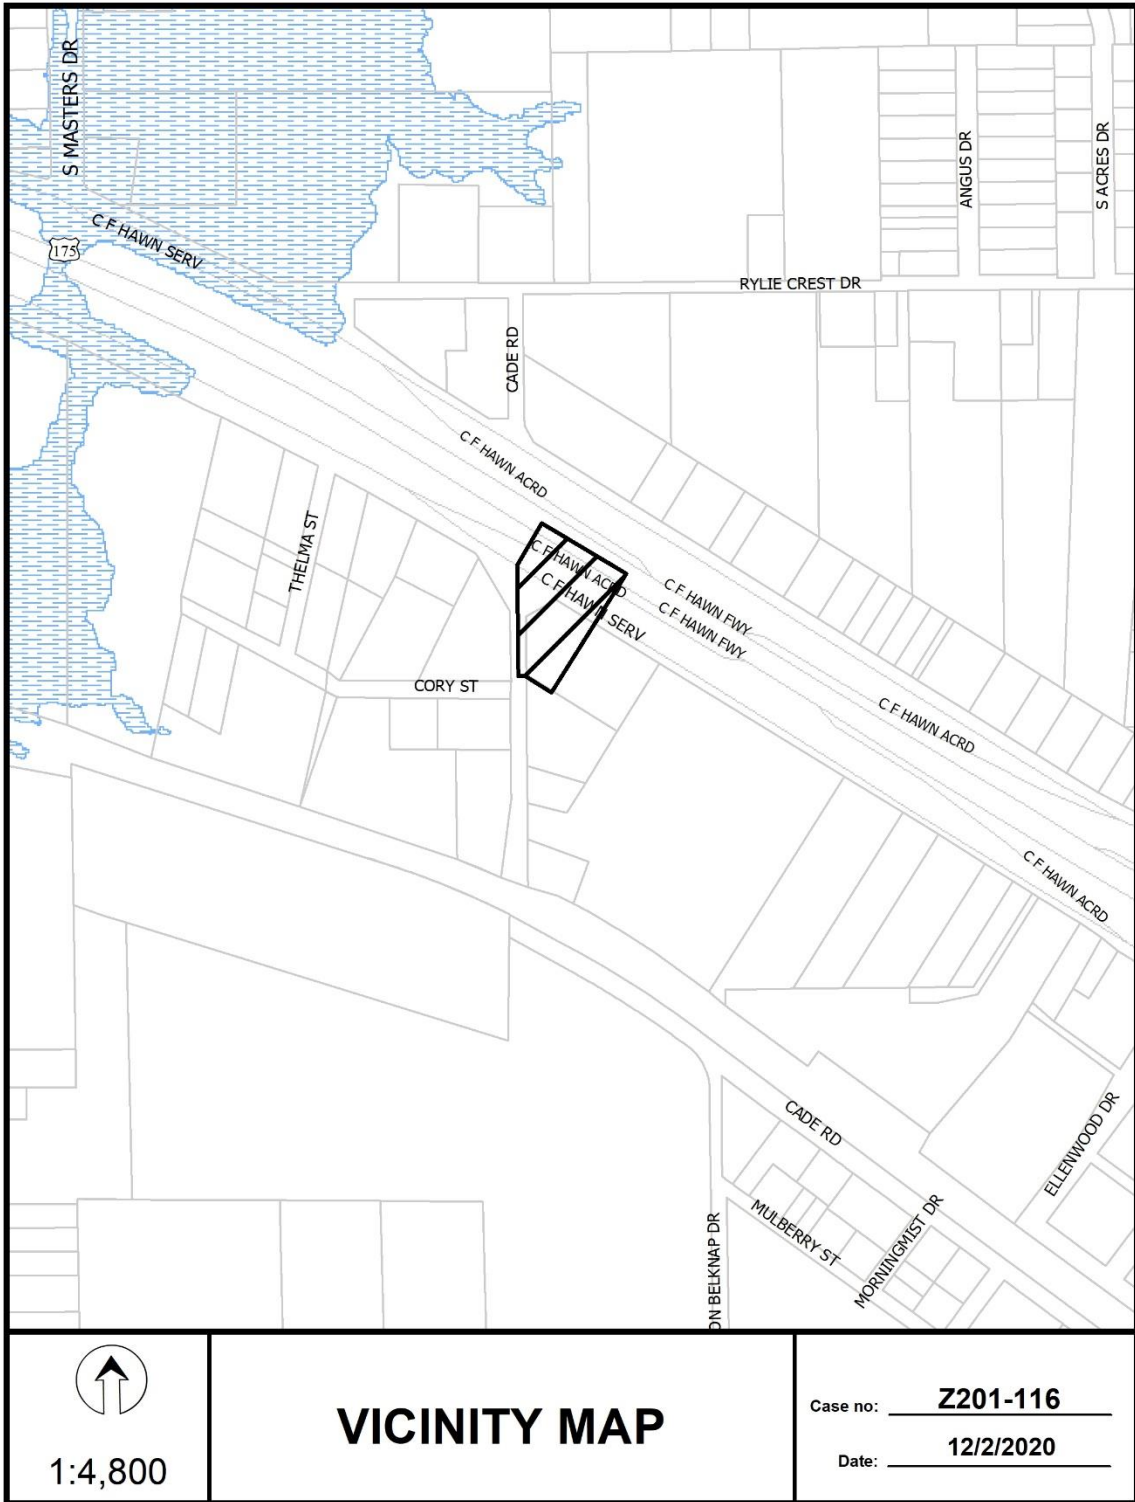 S MASTERS DR
ANGUS DR
S ACRES DR
C F HAWN SERV
175
RYLIE CREST DR
CADE RD
C F HAWN ACRD
THELMA ST
C F HAWN ACRD
C F HAWN SERV
C F HAWN FWY
C F HAWN FWY
CORY ST
C F HAWN ACRD
C F HAWN ACRD
CADE RD
ELLENWOOD DR
MULBERRY ST
MORNINGMIST DR
ON BELKNAP DR
1:4,800
VICINITY MAP
Case no: Z201-116
Date: 12/2/2020